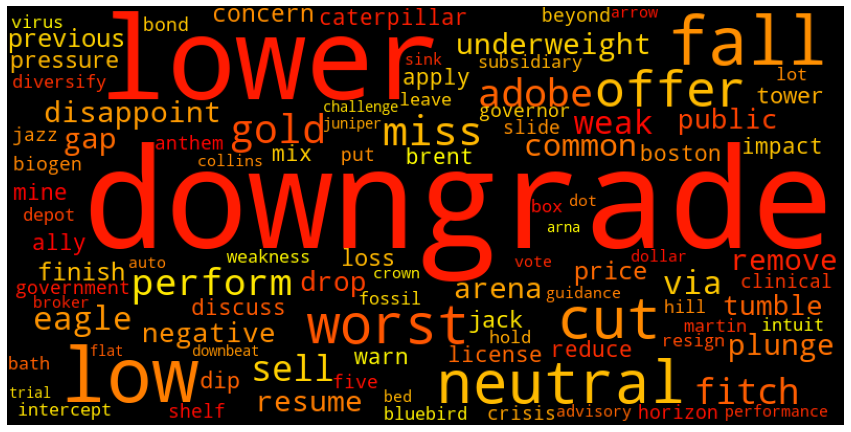 virus bond concern caterpillar beyond arrow
previous lower underweight fall
pressure sink subsidiary
diversify apply adobe offer lot tower
disappoint challenge leave governor
jazz gap anthem gold juniper miss slide weak public
biogen collins mix put brent common boston impact
mine downgrade box dot
depot arna
ally weakness loss vote dollar
finish auto crown price via remove
government perform drop fossil arena guidance clinical
broker discuss hill tumble
eagle negative worst jack hold cut martin intuit
flat downbeat warn license reduce resign plunge
bath low dip sell five neutral fitch
trial resume bed
intercept shelf bluebird crisis advisory horizon performance